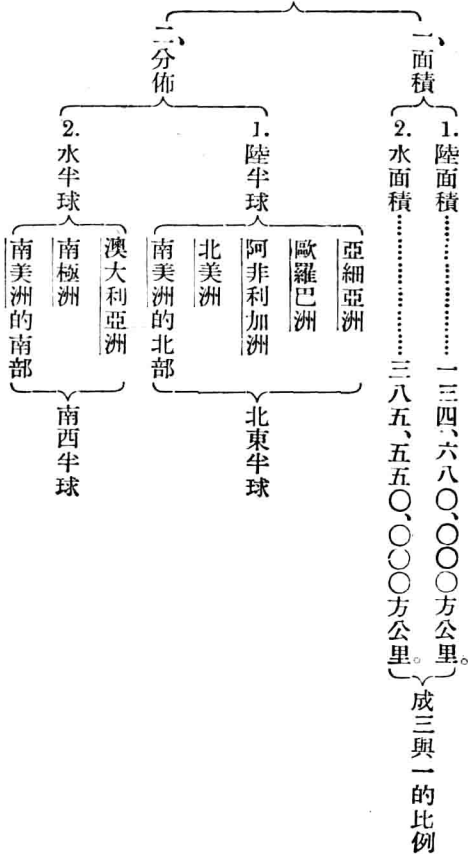 一、面積
1. 陸面積……………一三四、六八〇、〇〇〇方公里。
2. 水面積……………三八五、五五〇、〇〇〇方公里。
成三與一的比例
二、分佈
1. 陸半球
亞細亞洲
歐羅巴洲
阿非利加洲
北美洲
南美洲的北部
北東半球
2. 水半球
澳大利亞洲
南極洲
南美洲的南部
南西半球